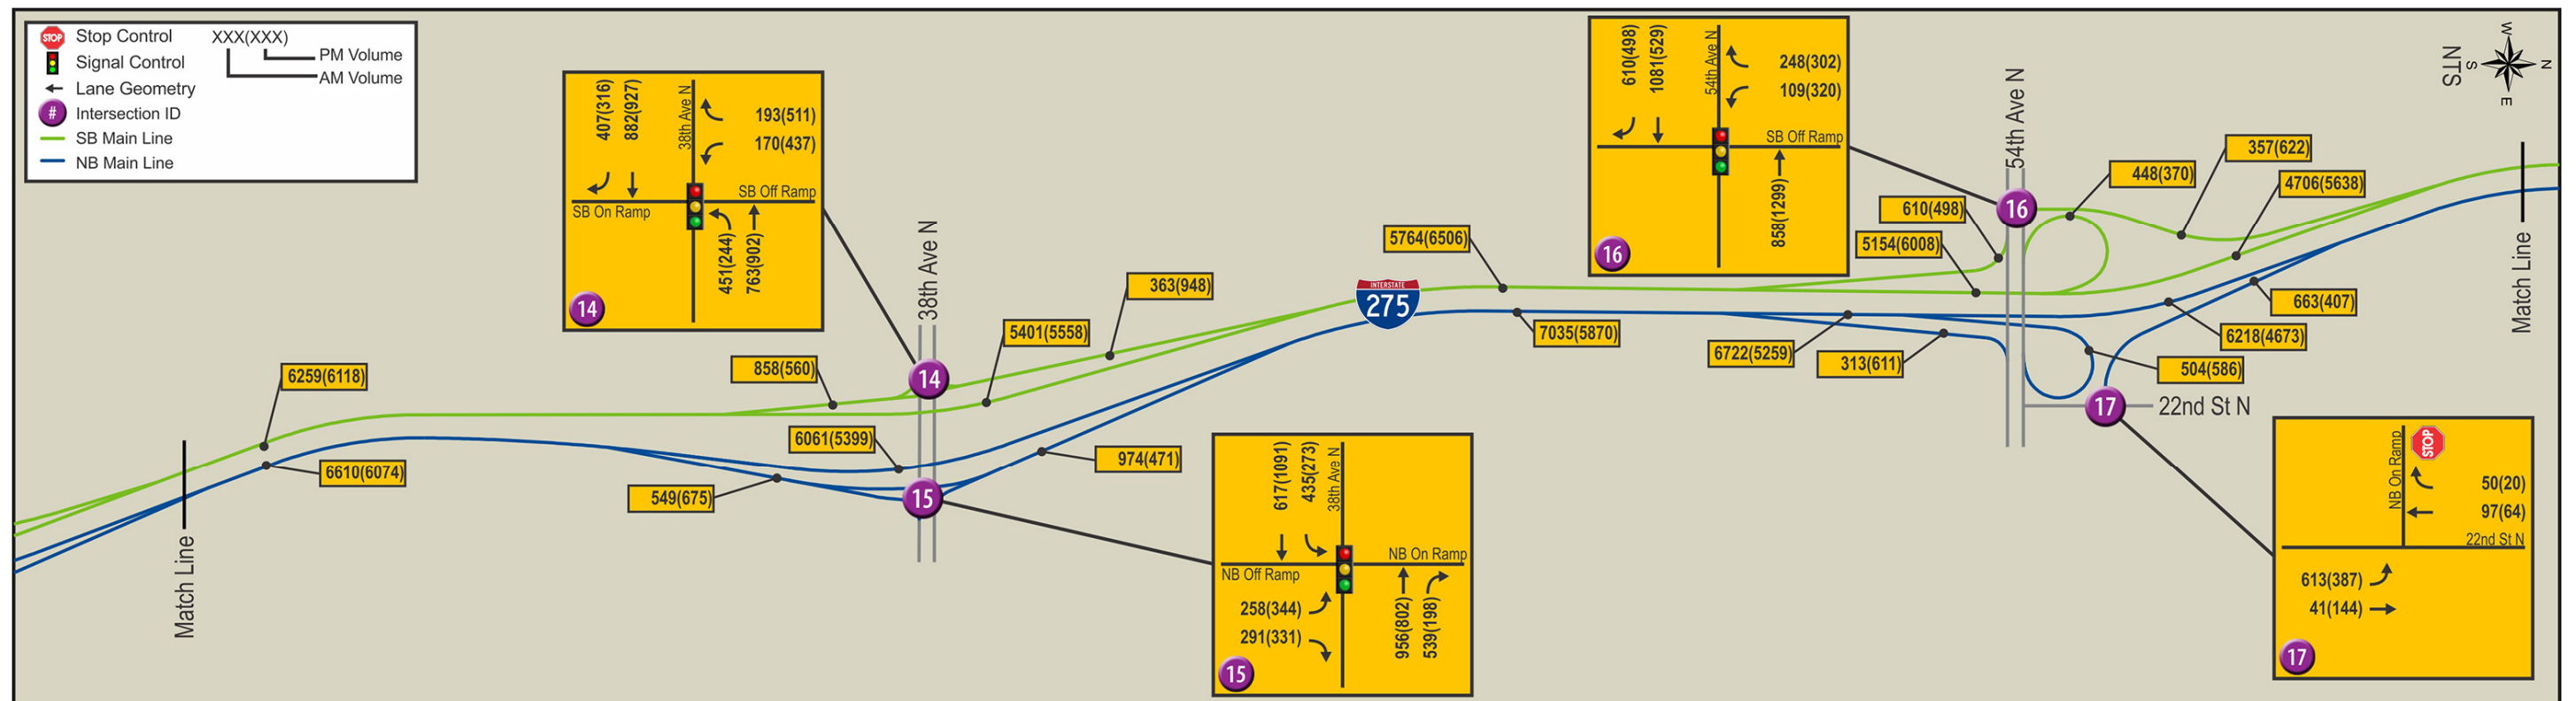 STOP Stop Control
Signal Control
Lane Geometry
# Intersection ID
SB Main Line
NB Main Line
XXX(XXX)
PM Volume
AM Volume
407(316)
882(927)
38th Ave N
193(511)
170(437)
SB Off Ramp
SB On Ramp
451(244)
763(902)
14
610(498)
1081(529)
54th Ave N
248(302)
109(320)
SB Off Ramp
858(1299)
16
NTS
W
S
N
E
54th Ave N
16
448(370)
357(622)
4706(5638)
610(498)
5154(6008)
5764(6506)
INTERSTATE
275
7035(5870)
6722(5259)
313(611)
663(407)
6218(4673)
504(586)
17
22nd St N
Match Line
38th Ave N
14
363(948)
5401(5558)
858(560)
6259(6118)
6610(6074)
6061(5399)
974(471)
549(675)
15
Match Line
617(1091)
435(273)
38th Ave N
NB On Ramp
NB Off Ramp
258(344)
291(331)
956(802)
539(198)
15
NB On Ramp
STOP
50(20)
97(64)
22nd St N
613(387)
41(144)
17